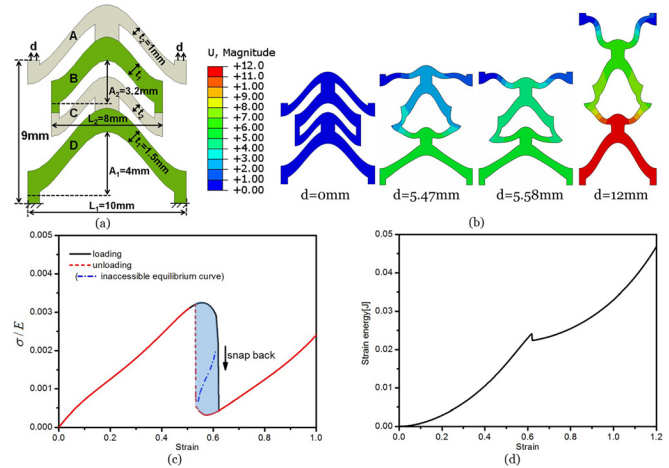 A
B
C
D
d
d
t₂=1mm
t₁
A₂=3.2mm
t₂
L₂=8mm
t₁=1.5mm
9mm
A₁=4mm
L₁=10mm
(a)
U, Magnitude
+12.0
+11.0
+10.0
+9.00
+8.00
+7.00
+6.00
+5.00
+4.00
+3.00
+2.00
+1.00
+0.00
d=0mm
d=5.47mm
d=5.58mm
d=12mm
(b)
0.005
0.004
0.003
0.002
0.001
0.000
σ/E
loading
unloading
( inaccessible equilibrium curve)
snap back
0.0 0.2 0.4 0.6 0.8 1.0
Strain
(c)
0.05
0.04
0.03
0.02
0.01
0.00
Strain energy[J]
0.0 0.2 0.4 0.6 0.8 1.0 1.2
Strain
(d)